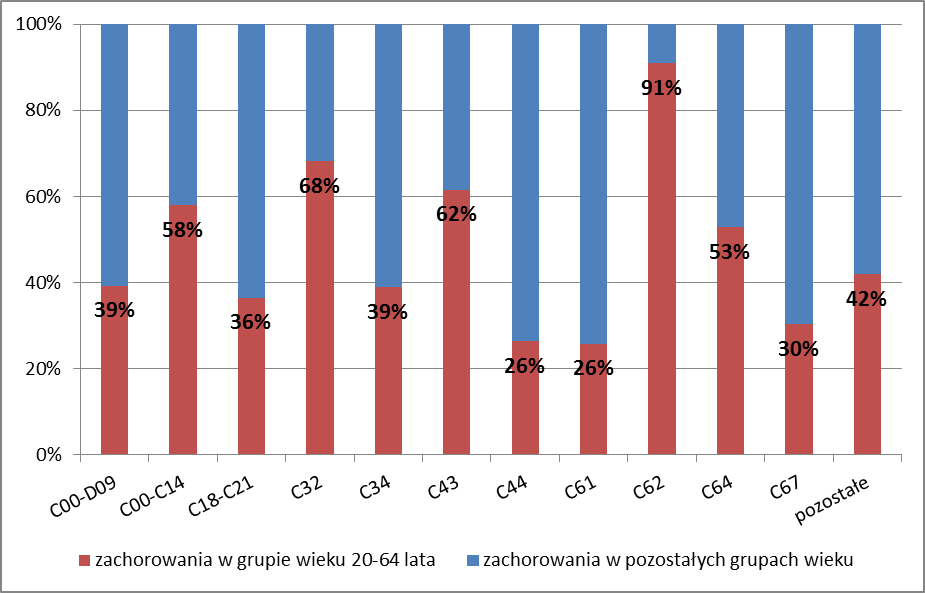 100%
80%
60%
40%
20%
0%
39%
58%
36%
68%
39%
62%
26%
26%
91%
53%
30%
42%
C00-D09
C00-C14
C18-C21
C32
C34
C43
C44
C61
C62
C64
C67
pozostałe
zachorowania w grupie wieku 20-64 lata
zachorowania w pozostałych grupach wieku